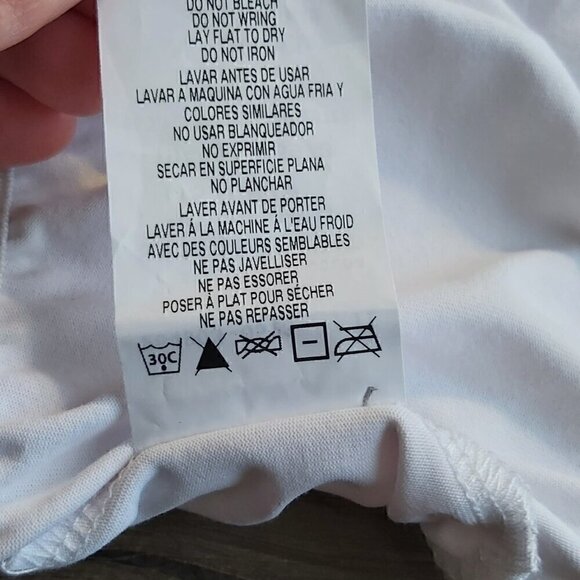 DO NOT BLEACH
DO NOT WRING
LAY FLAT TO DRY
DO NOT IRON
LAVAR ANTES DE USAR
LAVAR A MAQUINA CON AGUA FRIA Y
COLORES SIMILARES
NO USAR BLANQUEADOR
NO EXPRIMIR
SECAR EN SUPERFICIE PLANA
NO PLANCHAR
LAVER AVANT DE PORTER
LAVER Á LA MACHINE Á L'EAU FROID
AVEC DES COULEURS SEMBLABLES
NE PAS JAVELLISER
NE PAS ESSORER
POSER Á PLAT POUR SÉCHER
NE PAS REPASSER
30C